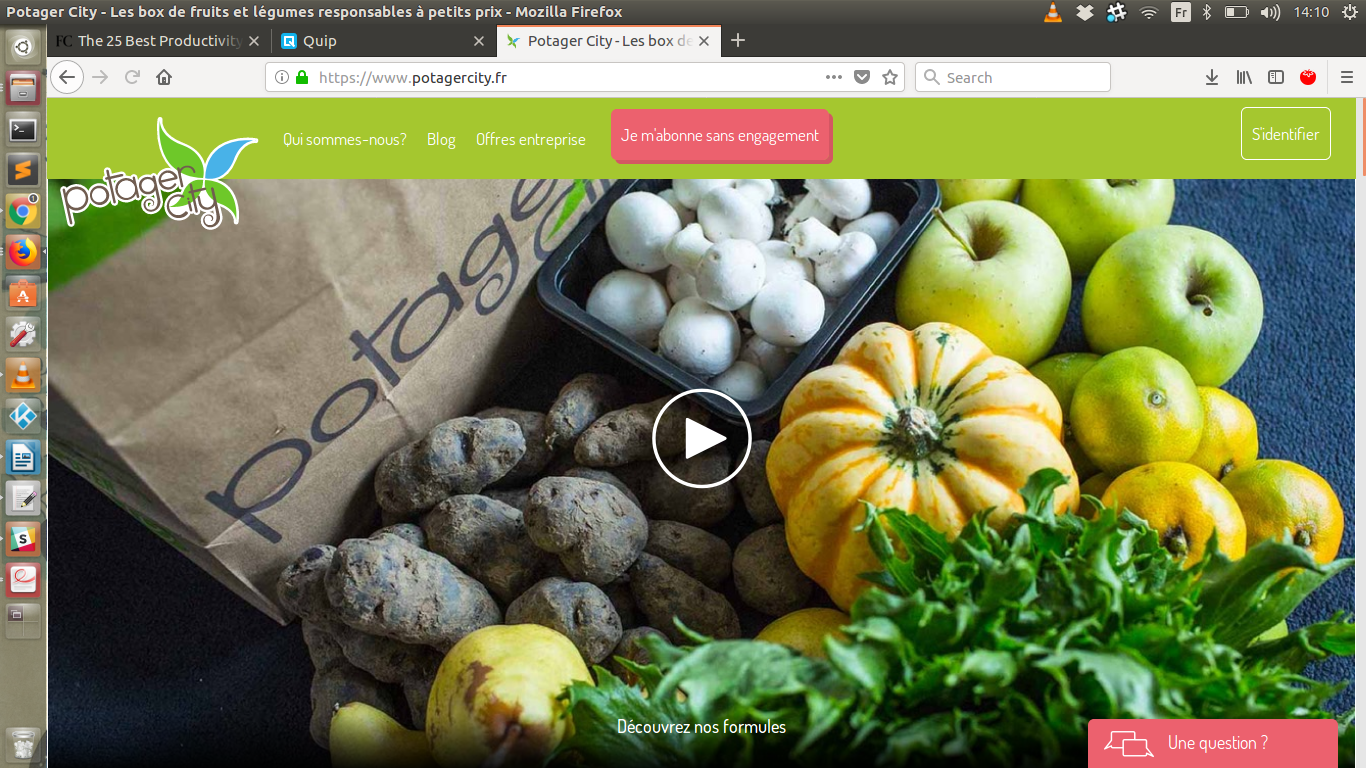 Potager City - Les box de fruits et légumes responsables à petits prix - Mozilla Firefox
Fr
14:10
FC The 25 Best Productivity
Quip
Potager City - Les box de
https://www.potagercity.fr
Search
potager city
Qui sommes-nous?
Blog
Offres entreprise
Je m'abonne sans engagement
S'identifier
potage
Découvrez nos formules
Une question ?